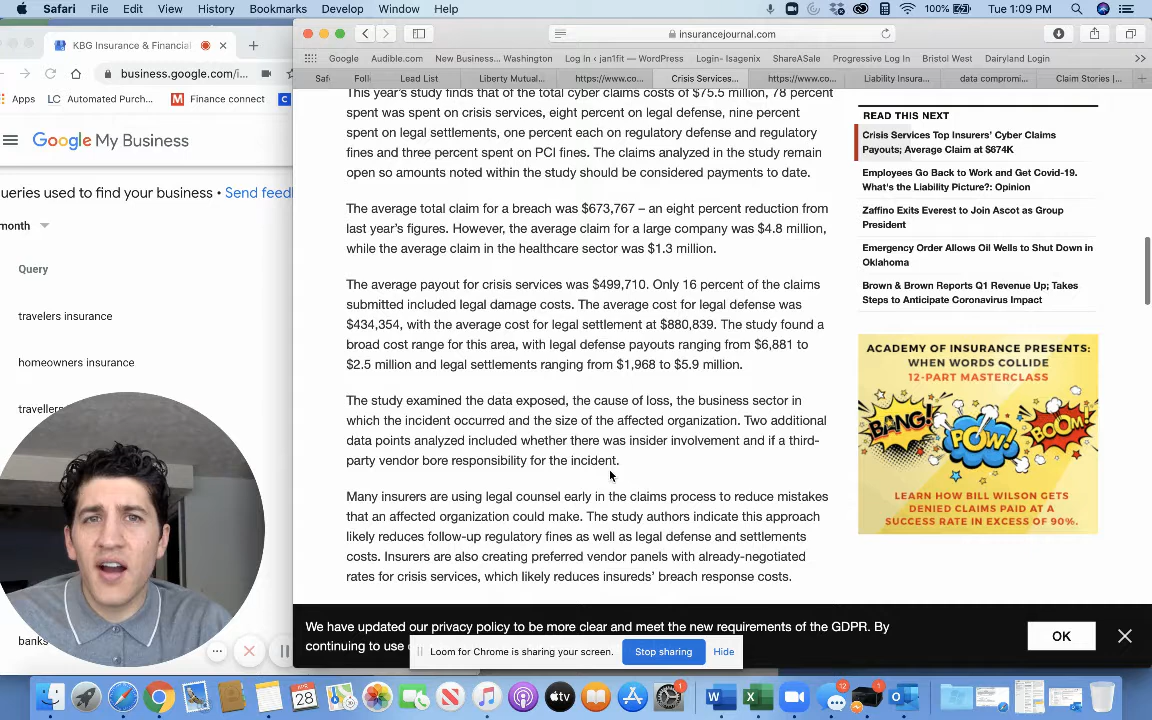 Safari File Edit View History Bookmarks Develop Window Help 100% Tue 1:09 PM
KBG Insurance & Financial
business.google.com/i...
Apps LC Automated Purch... M Finance connect C
Google My Business
ueries used to find your business • Send feed
month
Query
travelers insurance
homeowners insurance
travellers
banks
insurancejournal.com
Google Audible.com New Business... Washington Log In ‹ jan1fit — WordPress Login- Isagenix ShareASale Progressive Log In Bristol West Dairyland Login
Saf Foll Lead List Liberty Mutual... https://www.co... Crisis Services... https://www.co... Liability Insura... data compromi... Claim Stories |...
This year's study finds that of the total cyber claims costs of $75.5 million, 78 percent
spent was spent on crisis services, eight percent on legal defense, nine percent
spent on legal settlements, one percent each on regulatory defense and regulatory
fines and three percent spent on PCI fines. The claims analyzed in the study remain
open so amounts noted within the study should be considered payments to date.
The average total claim for a breach was $673,767 – an eight percent reduction from
last year's figures. However, the average claim for a large company was $4.8 million,
while the average claim in the healthcare sector was $1.3 million.
The average payout for crisis services was $499,710. Only 16 percent of the claims
submitted included legal damage costs. The average cost for legal defense was
$434,354, with the average cost for legal settlement at $880,839. The study found a
broad cost range for this area, with legal defense payouts ranging from $6,881 to
$2.5 million and legal settlements ranging from $1,968 to $5.9 million.
The study examined the data exposed, the cause of loss, the business sector in
which the incident occurred and the size of the affected organization. Two additional
data points analyzed included whether there was insider involvement and if a third-
party vendor bore responsibility for the incident.
Many insurers are using legal counsel early in the claims process to reduce mistakes
that an affected organization could make. The study authors indicate this approach
likely reduces follow-up regulatory fines as well as legal defense and settlements
costs. Insurers are also creating preferred vendor panels with already-negotiated
rates for crisis services, which likely reduces insureds' breach response costs.
READ THIS NEXT
Crisis Services Top Insurers' Cyber Claims
Payouts; Average Claim at $674K
Employees Go Back to Work and Get Covid-19.
What's the Liability Picture?: Opinion
Zaffino Exits Everest to Join Ascot as Group
President
Emergency Order Allows Oil Wells to Shut Down in
Oklahoma
Brown & Brown Reports Q1 Revenue Up; Takes
Steps to Anticipate Coronavirus Impact
ACADEMY OF INSURANCE PRESENTS:
WHEN WORDS COLLIDE
12-PART MASTERCLASS
BANG! POW! BOOM!
LEARN HOW BILL WILSON GETS
DENIED CLAIMS PAID AT A
SUCCESS RATE IN EXCESS OF 90%.
We have updated our privacy policy to be more clear and meet the new requirements of the GDPR. By
continuing to use
OK
Loom for Chrome is sharing your screen. Stop sharing Hide
APR
28
tv
W X
12
1
1